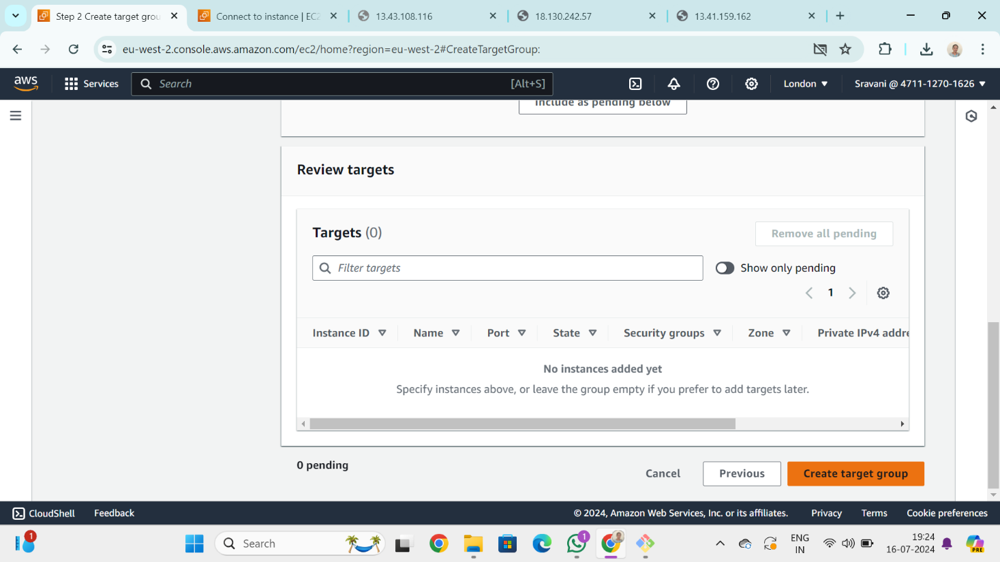 Step 2 Create target grou
Connect to instance | EC2
13.43.108.116
18.130.242.57
13.41.159.162
eu-west-2.console.aws.amazon.com/ec2/home?region=eu-west-2#CreateTargetGroup:
aws
Services
Search
[Alt+S]
London
Sravani @ 4711-1270-1626
Include as pending below
Review targets
Targets (0)
Remove all pending
Filter targets
Show only pending
1
Instance ID
Name
Port
State
Security groups
Zone
Private IPv4 addre
No instances added yet
Specify instances above, or leave the group empty if you prefer to add targets later.
0 pending
Cancel
Previous
Create target group
CloudShell
Feedback
© 2024, Amazon Web Services, Inc. or its affiliates.
Privacy
Terms
Cookie preferences
1
Search
1
ENG
IN
19:24
16-07-2024
PRE